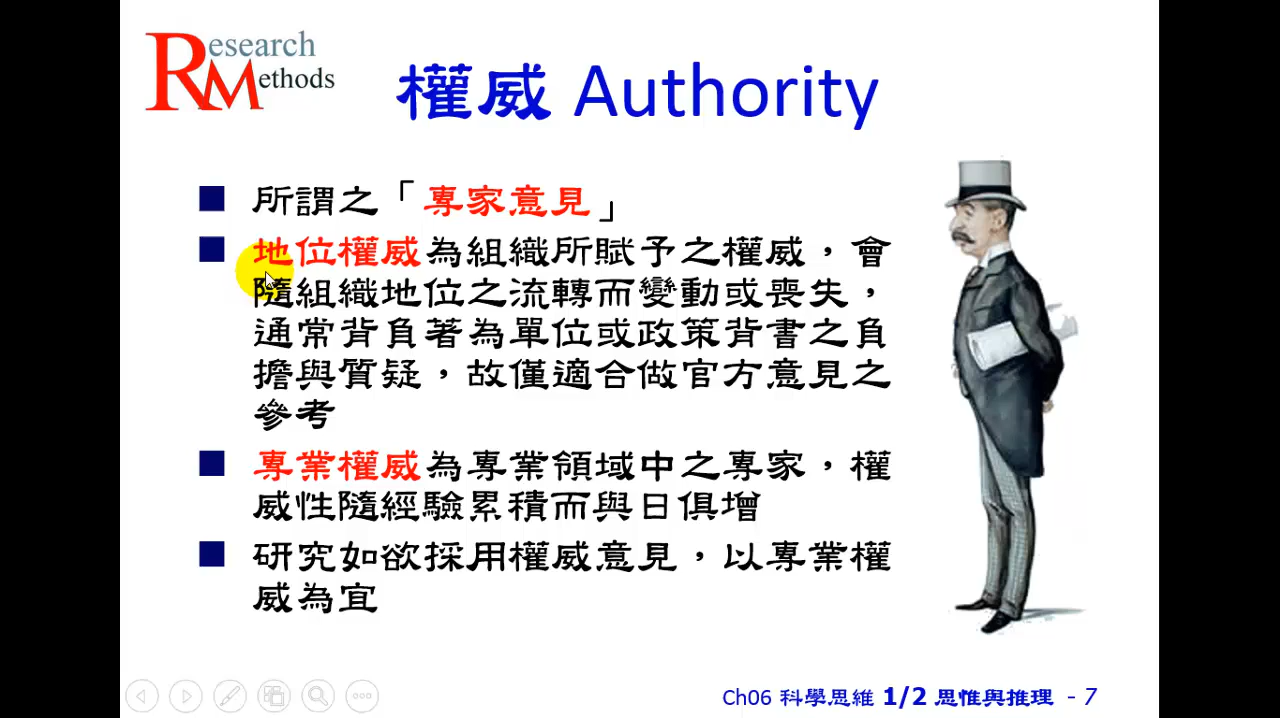 Research
Methods
權威 Authority
■ 所謂之「專家意見」
■ 地位權威為組織所賦予之權威，會
隨組織地位之流轉而變動或喪失，
通常背負著為單位或政策背書之負
擔與質疑，故僅適合做官方意見之
參考
■ 專業權威為專業領域中之專家，權
威性隨經驗累積而與日俱增
■ 研究如欲採用權威意見，以專業權
威為宜
Ch06 科學思維 1/2 思惟與推理 - 7